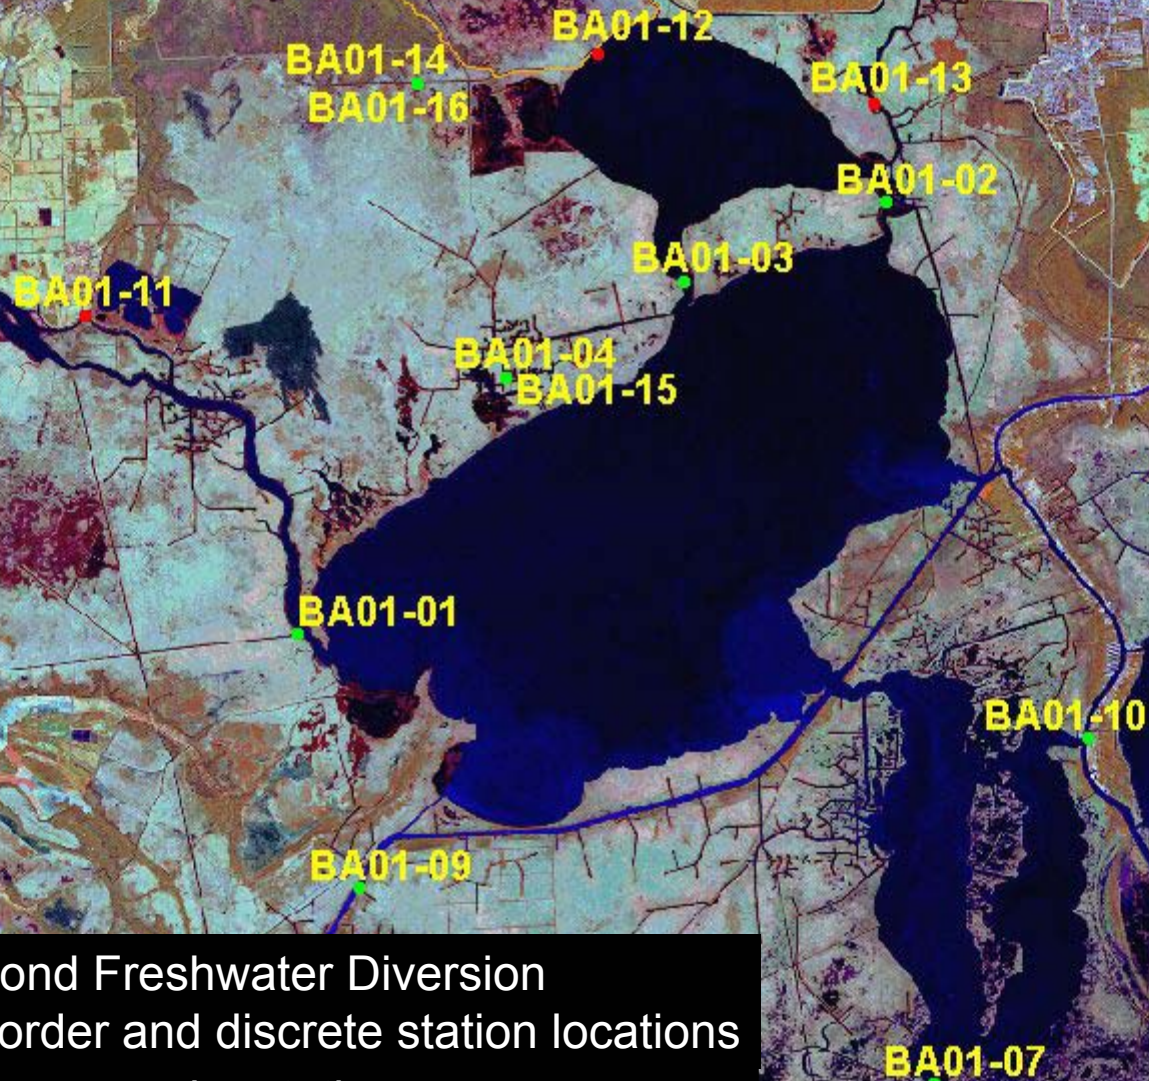 BA01-12
BA01-14
BA01-13
BA01-16
BA01-02
BA01-03
BA01-11
BA01-04
BA01-15
BA01-01
BA01-10
BA01-09
ond Freshwater Diversion
order and discrete station locations
BA01-07